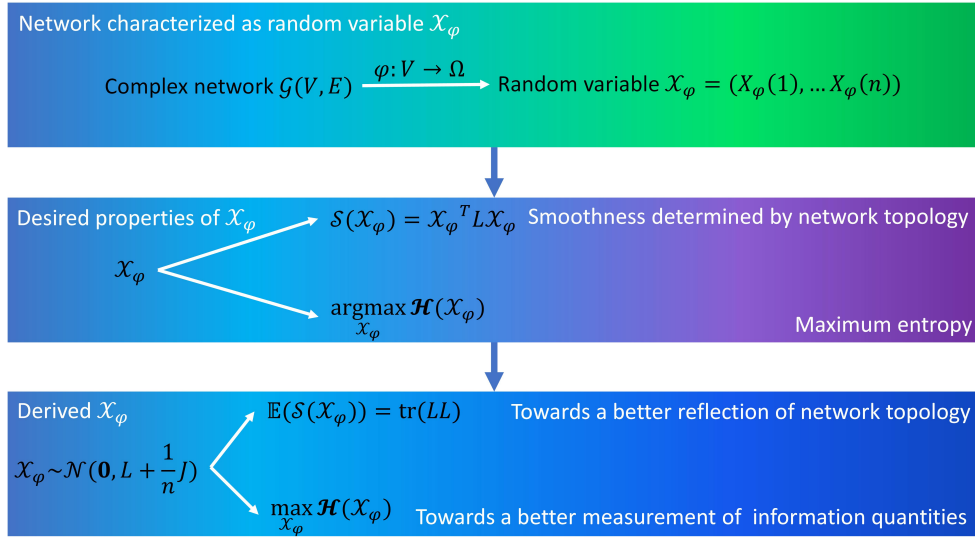 Network characterized as random variable 𝒳_φ
Complex network 𝒢(V, E) φ: V → Ω Random variable 𝒳_φ = (X_φ(1), … X_φ(n))
Desired properties of 𝒳_φ
𝒮(𝒳_φ) = 𝒳_φ^T L𝒳_φ Smoothness determined by network topology
𝒳_φ
argmax_{𝒳_φ} 𝓗(𝒳_φ)
Maximum entropy
Derived 𝒳_φ
𝔼(𝒮(𝒳_φ)) = tr(LL) Towards a better reflection of network topology
𝒳_φ~𝒩(𝟎, L + 1/n J)
max_{𝒳_φ} 𝓗(𝒳_φ) Towards a better measurement of information quantities